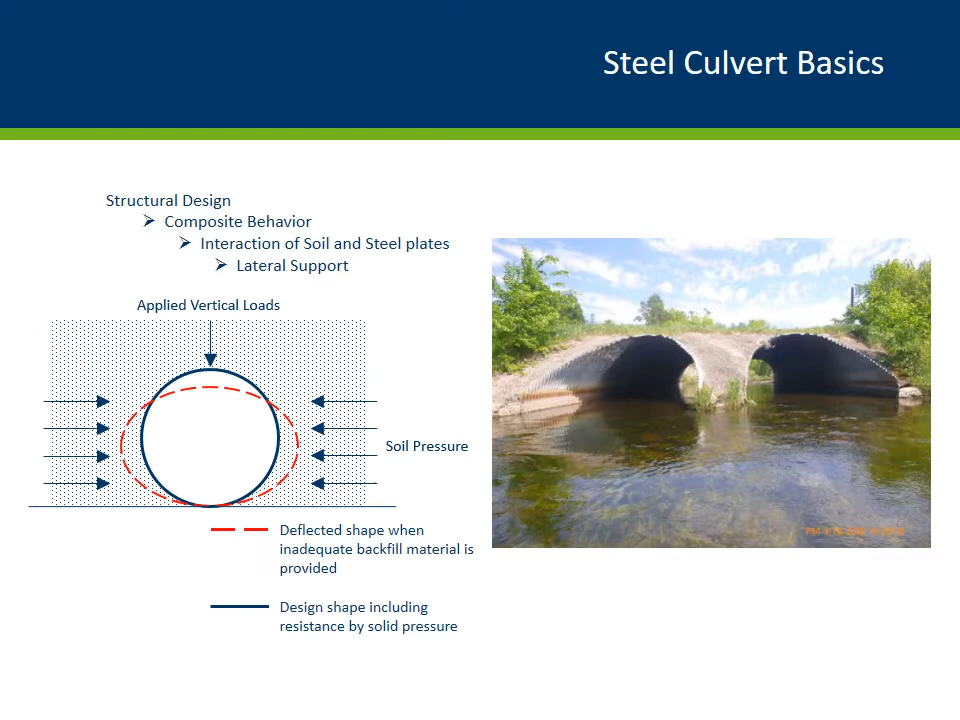 Steel Culvert Basics
Structural Design
Composite Behavior
Interaction of Soil and Steel plates
Lateral Support
Applied Vertical Loads
Soil Pressure
Deflected shape when
inadequate backfill material is
provided
Design shape including
resistance by solid pressure
PM